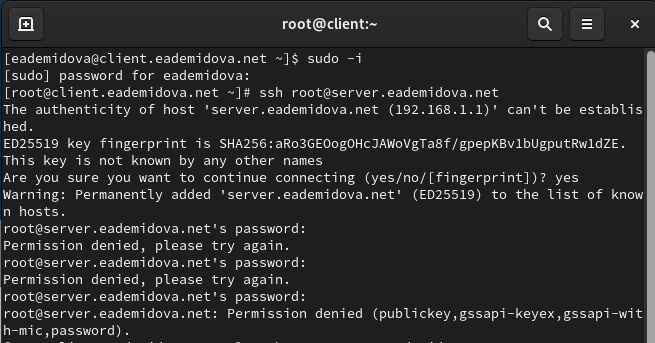 root@client:~
[eademidova@client.eademidova.net ~]$ sudo -i
[sudo] password for eademidova:
[root@client.eademidova.net ~]# ssh root@server.eademidova.net
The authenticity of host 'server.eademidova.net (192.168.1.1)' can't be establis
hed.
ED25519 key fingerprint is SHA256:aRo3GEOogOHcJAWoVgTa8f/gpepKBv1bUgputRw1dZE.
This key is not known by any other names
Are you sure you want to continue connecting (yes/no/[fingerprint])? yes
Warning: Permanently added 'server.eademidova.net' (ED25519) to the list of know
n hosts.
root@server.eademidova.net's password:
Permission denied, please try again.
root@server.eademidova.net's password:
Permission denied, please try again.
root@server.eademidova.net's password:
root@server.eademidova.net: Permission denied (publickey,gssapi-keyex,gssapi-wit
h-mic,password).